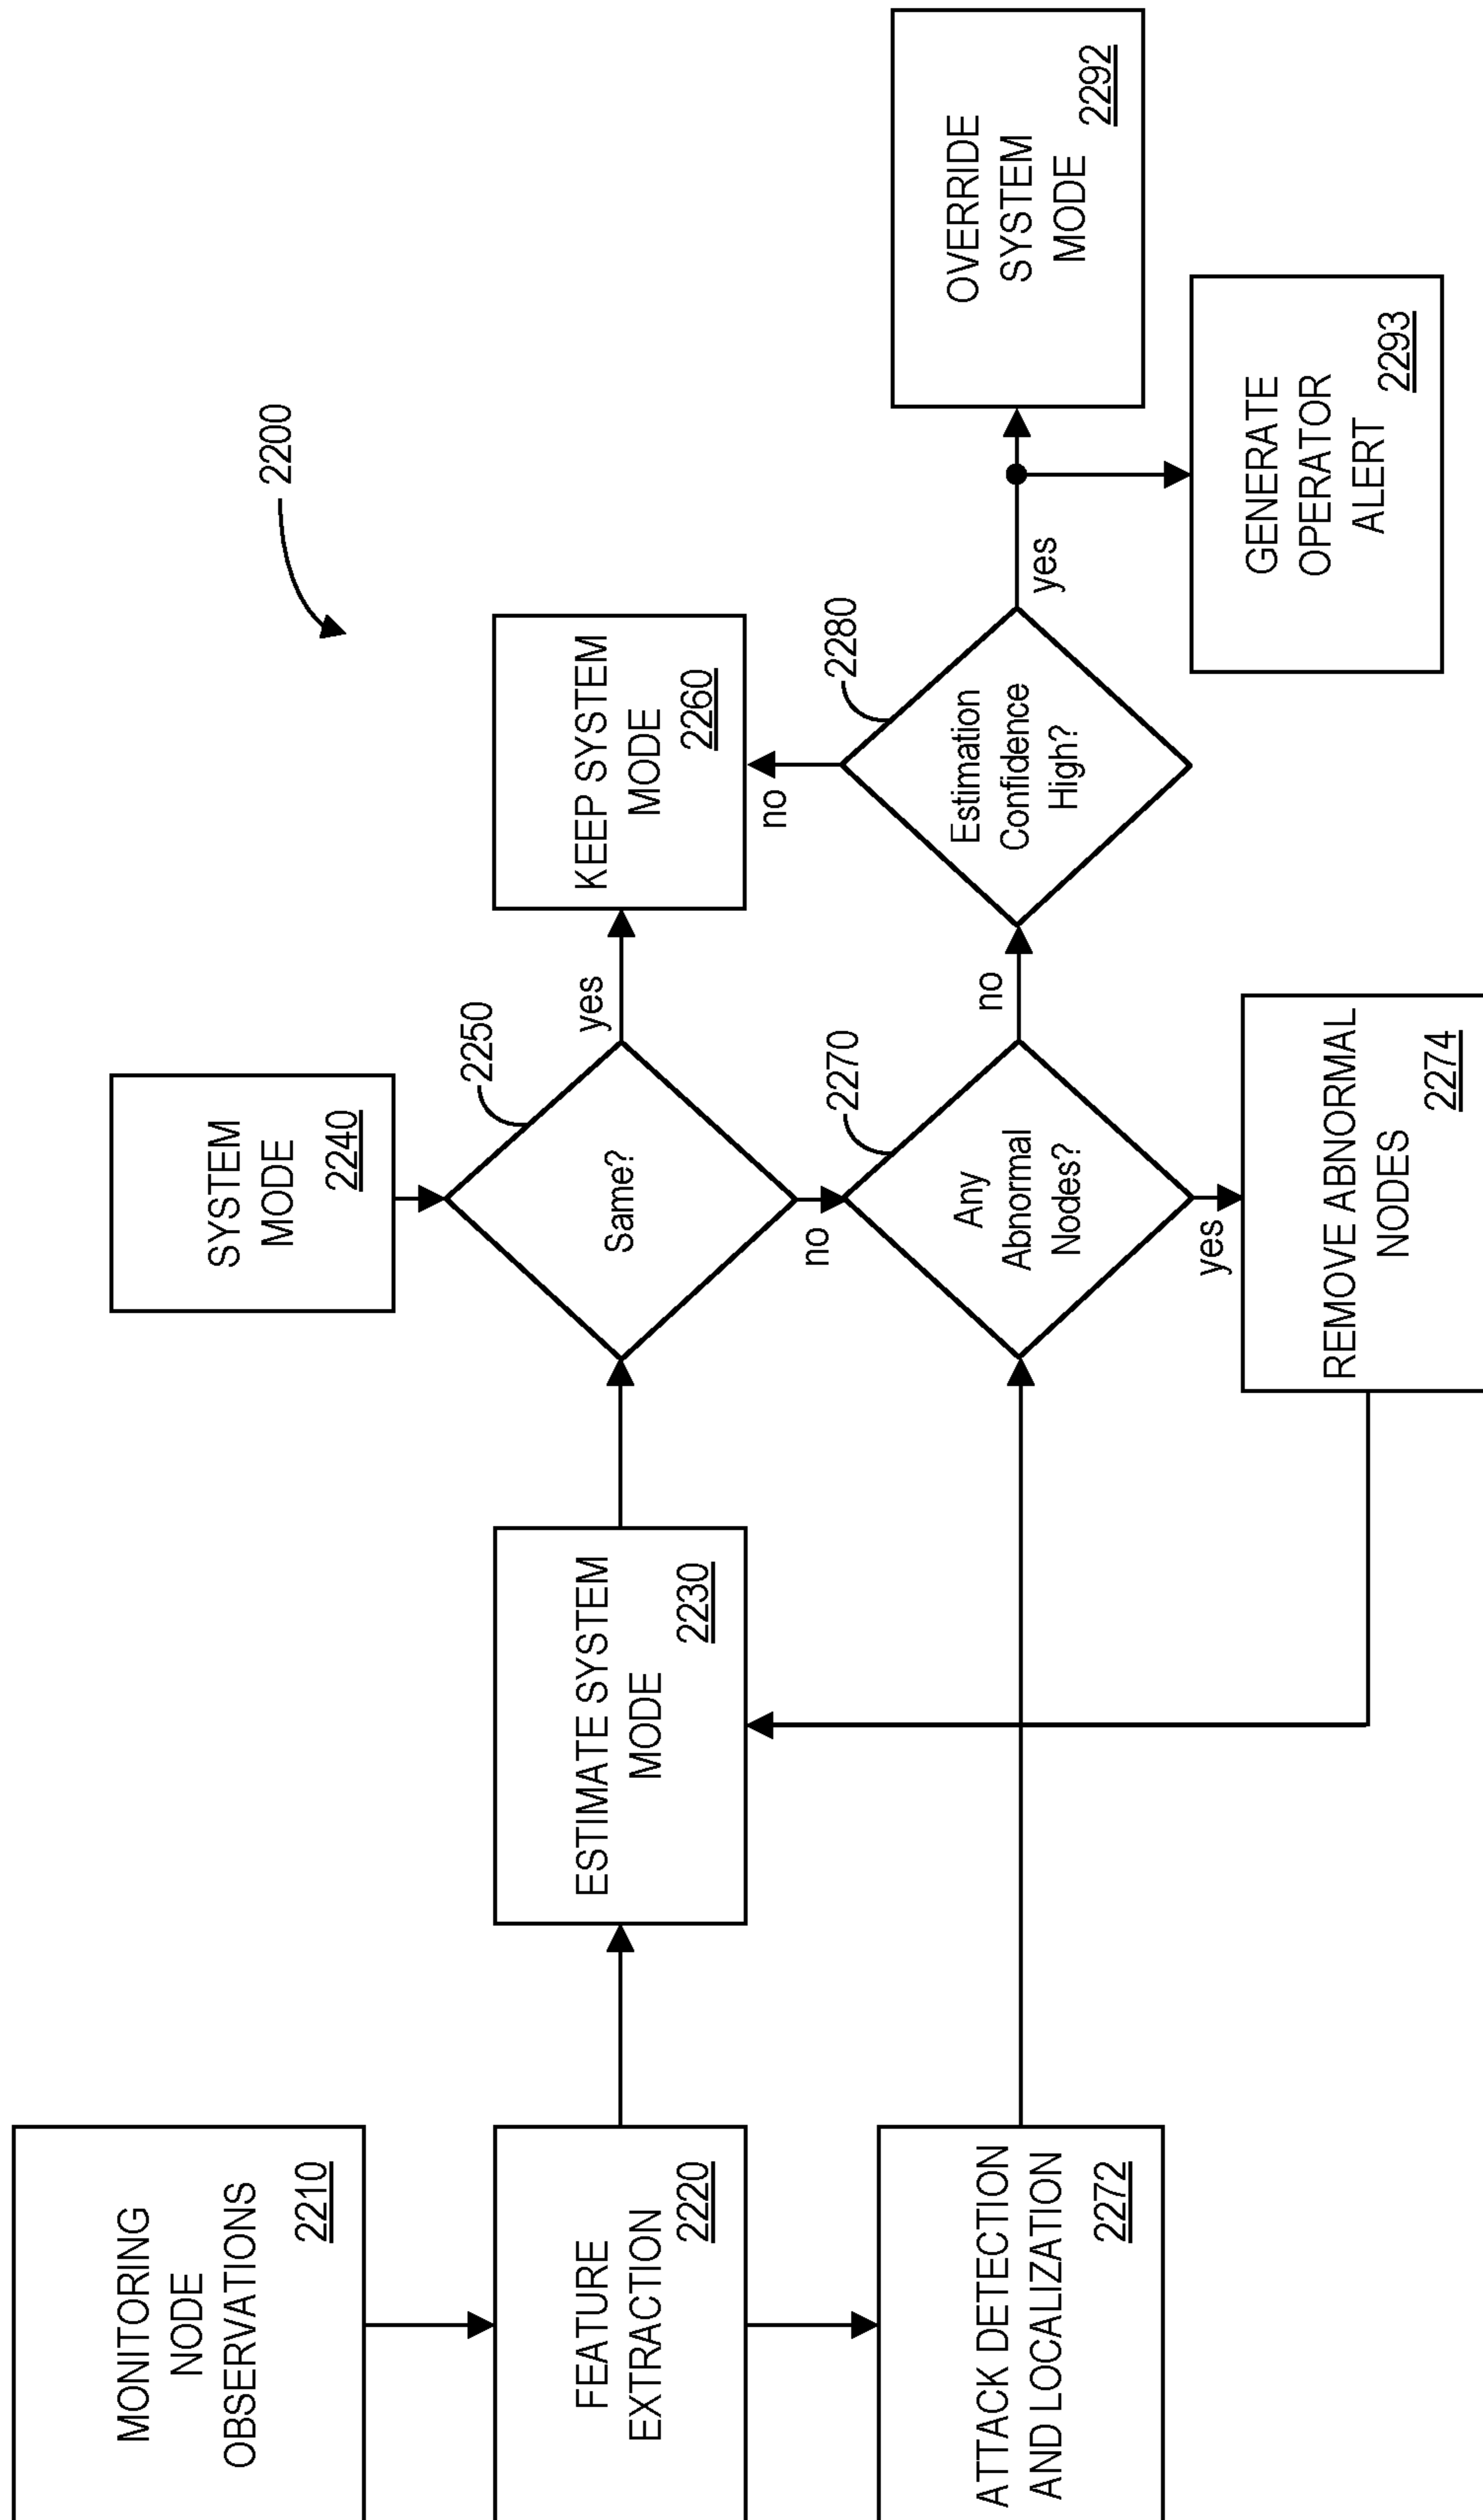 2200
MONITORING
NODE
OBSERVATIONS
2210
FEATURE
EXTRACTION
2220
ATTACK DETECTION
AND LOCALIZATION
2272
ESTIMATE SYSTEM
MODE
2230
SYSTEM
MODE
2240
2250
Same?
yes
no
KEEP SYSTEM
MODE
2260
2270
Any
Abnormal
Nodes?
no
yes
REMOVE ABNORMAL
NODES
2274
2280
Estimation
Confidence
High?
no
yes
OVERRIDE
SYSTEM
MODE
2292
GENERATE
OPERATOR
ALERT
2293